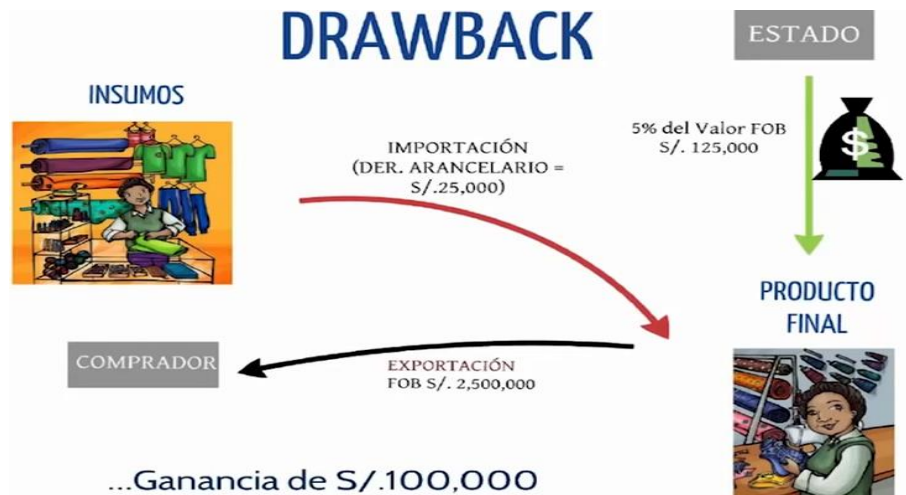 DRAWBACK
ESTADO
INSUMOS
5% del Valor FOB
S/. 125,000
$
IMPORTACIÓN
(DER. ARANCELARIO =
S/.25,000)
PRODUCTO
FINAL
COMPRADOR
EXPORTACIÓN
FOB S/. 2,500,000
...Ganancia de S/.100,000